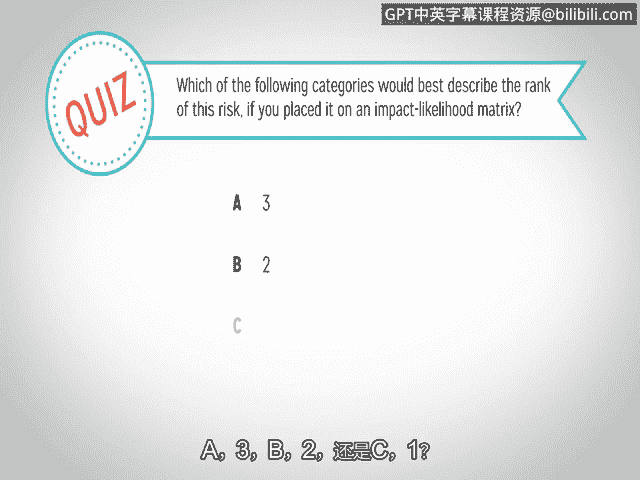 GPT中英字幕课程资源@bilibili.com
QUIZ
Which of the following categories would best describe the rank
of this risk, if you placed it on an impact-likelihood matrix?
A 3
B 2
C
A，3，B，2，还是C，1？